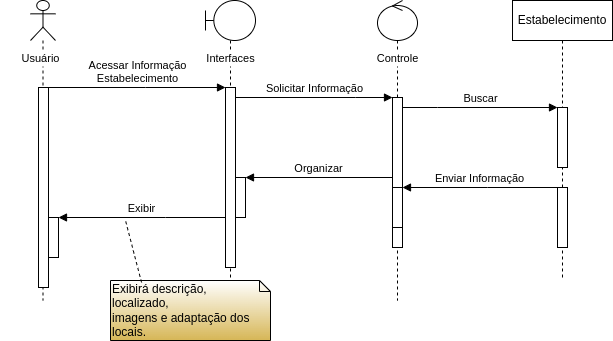 Usuário
Interfaces
Controle
Estabelecimento
Acessar Informação
Estabelecimento
Solicitar Informação
Buscar
Organizar
Enviar Informação
Exibir
Exibirá descrição,
localizado,
imagens e adaptação dos
locais.